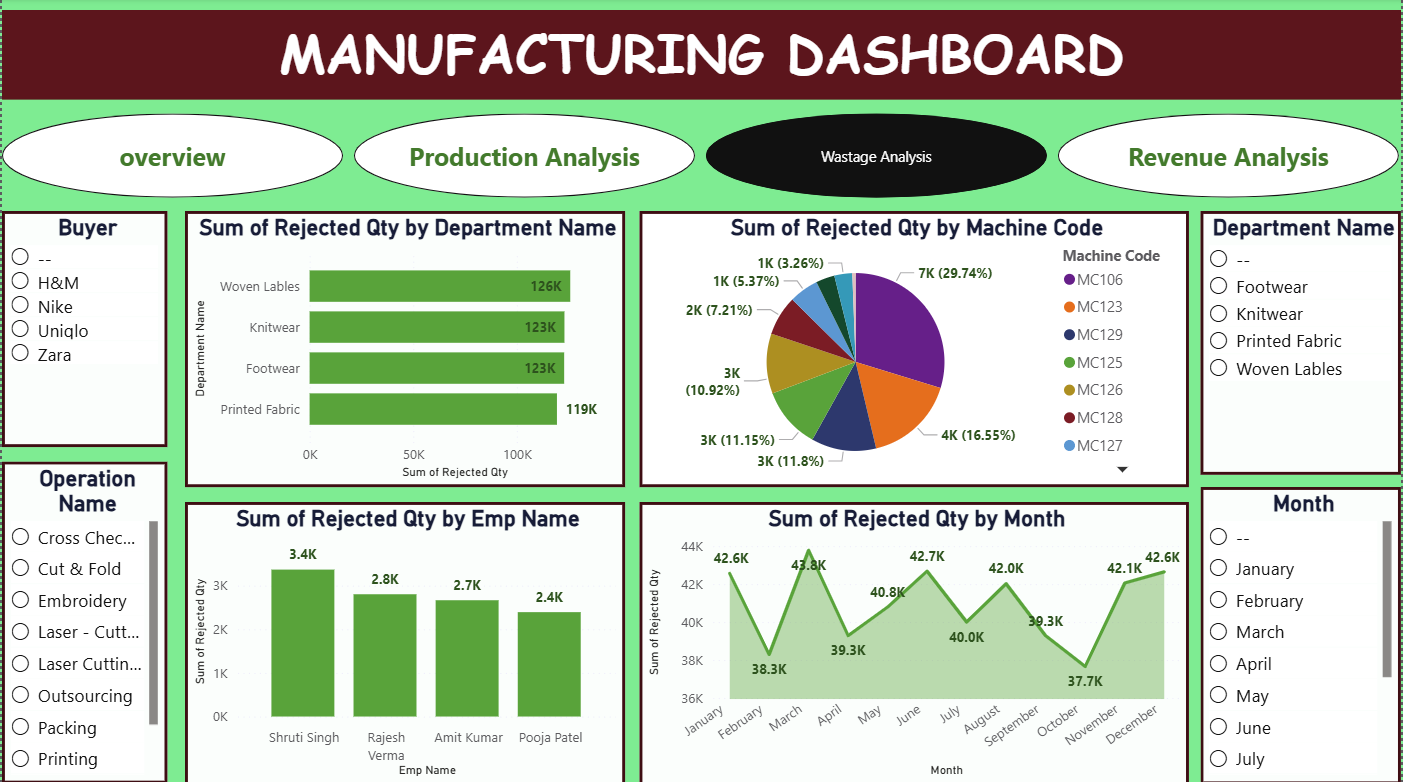 MANUFACTURING DASHBOARD
overview
Production Analysis
Wastage Analysis
Revenue Analysis
Buyer
--
H&M
Nike
Uniqlo
Zara
Operation
Name
Cross Chec...
Cut & Fold
Embroidery
Laser - Cutt...
Laser Cuttin...
Outsourcing
Packing
Printing
Sum of Rejected Qty by Department Name
Department Name
Woven Lables
126K
Knitwear
123K
Footwear
123K
Printed Fabric
119K
0K
50K
100K
Sum of Rejected Qty
Sum of Rejected Qty by Machine Code
1K (3.26%)
1K (5.37%)
2K (7.21%)
3K
(10.92%)
3K (11.15%)
3K (11.8%)
7K (29.74%)
4K (16.55%)
Machine Code
MC106
MC123
MC129
MC125
MC126
MC128
MC127
Sum of Rejected Qty by Emp Name
Sum of Rejected Qty
3K
2K
1K
0K
3.4K
2.8K
2.7K
2.4K
Shruti Singh
Rajesh
Verma
Amit Kumar
Pooja Patel
Emp Name
Sum of Rejected Qty by Month
Sum of Rejected Qty
44K
42K
40K
38K
36K
42.6K
38.3K
43.8K
39.3K
40.8K
42.7K
40.0K
42.0K
39.3K
37.7K
42.1K
42.6K
January
February
March
April
May
June
July
August
September
October
November
December
Month
Department Name
--
Footwear
Knitwear
Printed Fabric
Woven Lables
Month
--
January
February
March
April
May
June
July